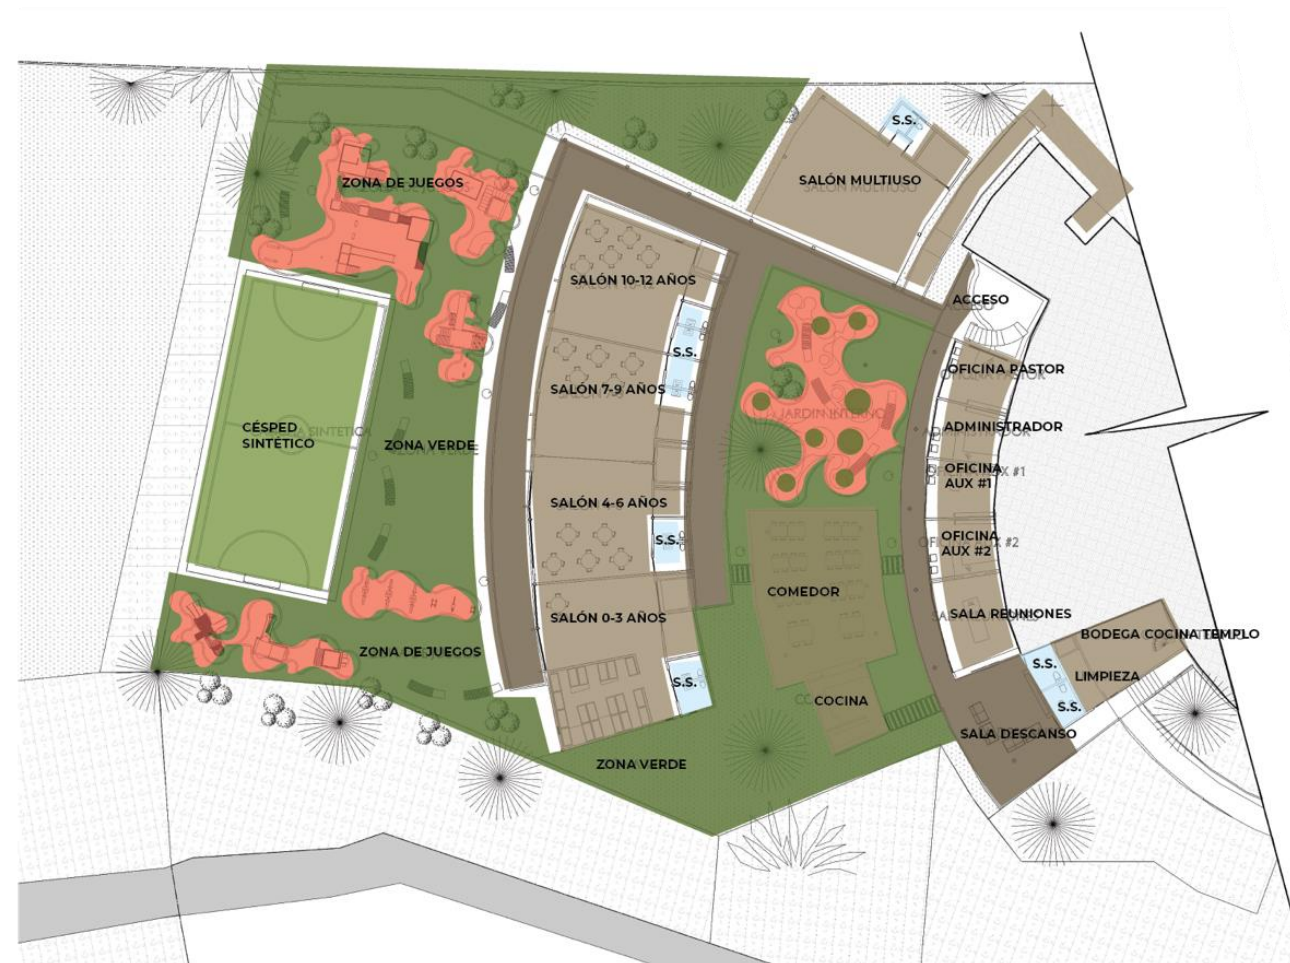 S.S.
SALÓN MULTIUSO
ZONA DE JUEGOS
SALÓN 10-12 AÑOS
ACCESO
S.S.
OFICINA PASTOR
SALÓN 7-9 AÑOS
JARDÍN INTERNO
CÉSPED
SINTÉTICO
ZONA VERDE
ADMINISTRADOR
OFICINA
AUX #1
SALÓN 4-6 AÑOS
S.S.
OFICINA
AUX #2
COMEDOR
SALÓN 0-3 AÑOS
SALA REUNIONES
BODEGA COCINA TEMPLO
ZONA DE JUEGOS
S.S.
S.S.
LIMPIEZA
COCINA
S.S.
SALA DESCANSO
ZONA VERDE